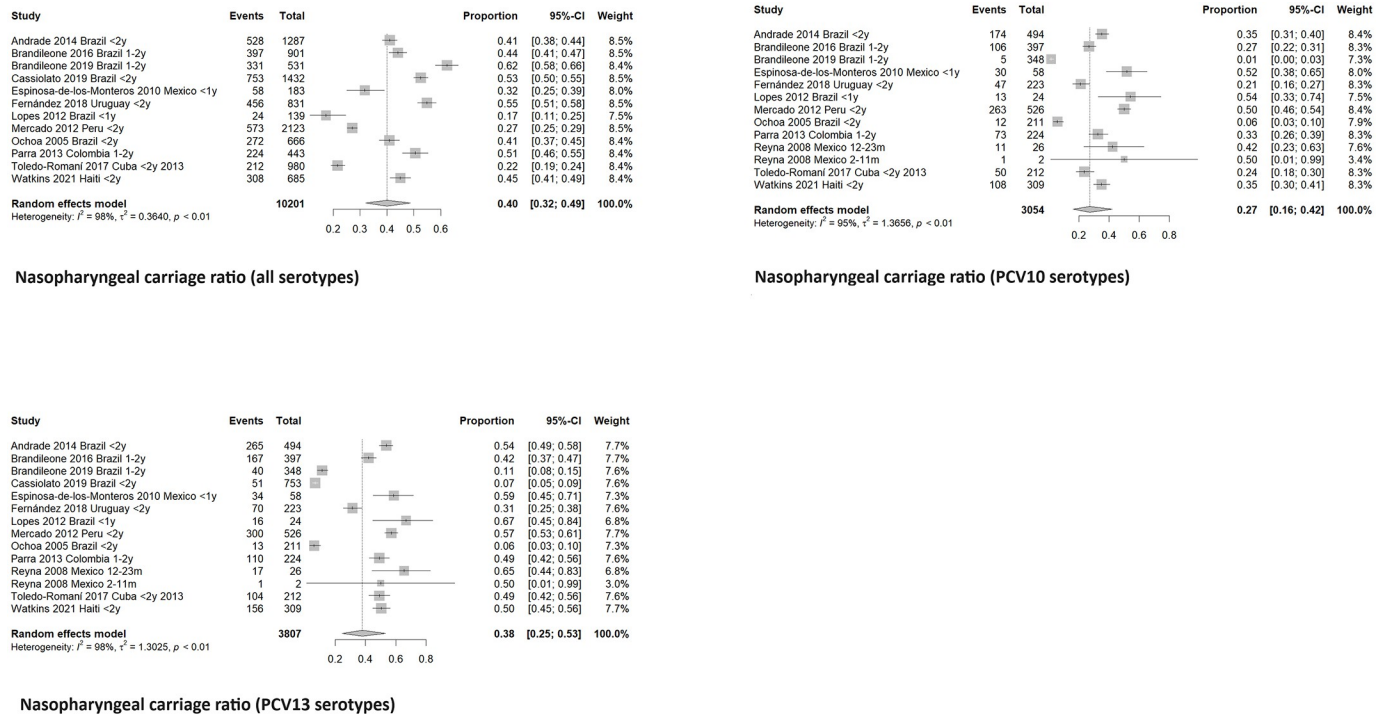 Study Events Total Proportion 95%-CI Weight
Andrade 2014 Brazil <2y 528 1287 0.41 [0.38; 0.44] 8.5%
Brandileone 2016 Brazil 1-2y 397 901 0.44 [0.41; 0.47] 8.5%
Brandileone 2019 Brazil 1-2y 331 531 0.62 [0.58; 0.66] 8.4%
Cassiolato 2019 Brazil <2y 753 1432 0.53 [0.50; 0.55] 8.5%
Espinosa-de-los-Monteros 2010 Mexico <1y 58 183 0.32 [0.25; 0.39] 8.0%
Fernández 2018 Uruguay <2y 456 831 0.55 [0.51; 0.58] 8.5%
Lopes 2012 Brazil <1y 24 139 0.17 [0.11; 0.25] 7.5%
Mercado 2012 Peru <2y 573 2123 0.27 [0.25; 0.29] 8.5%
Ochoa 2005 Brazil <2y 272 666 0.41 [0.37; 0.45] 8.5%
Parra 2013 Colombia 1-2y 224 443 0.51 [0.46; 0.55] 8.4%
Toledo-Romaní 2017 Cuba <2y 2013 212 980 0.22 [0.19; 0.24] 8.5%
Watkins 2021 Haiti <2y 308 685 0.45 [0.41; 0.49] 8.4%
Random effects model 10201 0.40 [0.32; 0.49] 100.0%
Heterogeneity: I² = 98%, τ² = 0.3640, p < 0.01
0.2 0.3 0.4 0.5 0.6
Nasopharyngeal carriage ratio (all serotypes)
Study Events Total Proportion 95%-CI Weight
Andrade 2014 Brazil <2y 174 494 0.35 [0.31; 0.40] 8.4%
Brandileone 2016 Brazil 1-2y 106 397 0.27 [0.22; 0.31] 8.4%
Brandileone 2019 Brazil 1-2y 5 348 0.01 [0.00; 0.03] 7.3%
Espinosa-de-los-Monteros 2010 Mexico <1y 30 58 0.52 [0.38; 0.65] 8.0%
Fernández 2018 Uruguay <2y 47 223 0.21 [0.16; 0.27] 8.3%
Lopes 2012 Brazil <1y 13 24 0.54 [0.33; 0.74] 7.5%
Mercado 2012 Peru <2y 263 526 0.50 [0.46; 0.54] 8.4%
Ochoa 2005 Brazil <2y 12 211 0.06 [0.03; 0.10] 7.9%
Parra 2013 Colombia 1-2y 73 224 0.33 [0.26; 0.39] 8.3%
Reyna 2008 Mexico 12-23m 11 26 0.42 [0.23; 0.63] 7.6%
Reyna 2008 Mexico 2-11m 1 2 0.50 [0.01; 0.99] 3.4%
Toledo-Romaní 2017 Cuba <2y 2013 50 212 0.24 [0.18; 0.30] 8.3%
Watkins 2021 Haiti <2y 108 309 0.35 [0.30; 0.41] 8.3%
Random effects model 3054 0.27 [0.16; 0.42] 100.0%
Heterogeneity: I² = 95%, τ² = 1.3656, p < 0.01
0.2 0.4 0.6 0.8
Nasopharyngeal carriage ratio (PCV10 serotypes)
Study Events Total Proportion 95%-CI Weight
Andrade 2014 Brazil <2y 265 494 0.54 [0.49; 0.58] 7.7%
Brandileone 2016 Brazil 1-2y 167 397 0.42 [0.37; 0.47] 7.7%
Brandileone 2019 Brazil 1-2y 40 348 0.11 [0.08; 0.15] 7.6%
Cassiolato 2019 Brazil <2y 51 753 0.07 [0.05; 0.09] 7.6%
Espinosa-de-los-Monteros 2010 Mexico <1y 34 58 0.59 [0.45; 0.71] 7.3%
Fernández 2018 Uruguay <2y 70 223 0.31 [0.25; 0.38] 7.6%
Lopes 2012 Brazil <1y 16 24 0.67 [0.45; 0.84] 6.8%
Mercado 2012 Peru <2y 300 526 0.57 [0.53; 0.61] 7.7%
Ochoa 2005 Brazil <2y 13 211 0.06 [0.03; 0.10] 7.3%
Parra 2013 Colombia 1-2y 110 224 0.49 [0.42; 0.56] 7.6%
Reyna 2008 Mexico 12-23m 17 26 0.65 [0.44; 0.83] 6.8%
Reyna 2008 Mexico 2-11m 1 2 0.50 [0.01; 0.99] 3.0%
Toledo-Romaní 2017 Cuba <2y 2013 104 212 0.49 [0.42; 0.56] 7.6%
Watkins 2021 Haiti <2y 156 309 0.50 [0.45; 0.56] 7.7%
Random effects model 3807 0.38 [0.25; 0.53] 100.0%
Heterogeneity: I² = 98%, τ² = 1.3025, p < 0.01
0.2 0.4 0.6 0.8
Nasopharyngeal carriage ratio (PCV13 serotypes)